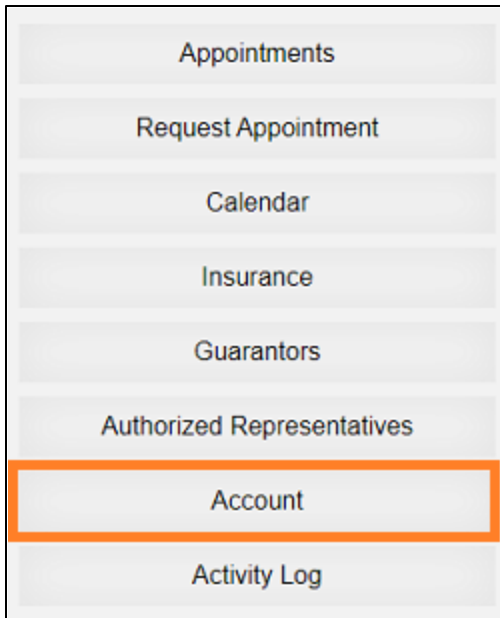 Appointments
Request Appointment
Calendar
Insurance
Guarantors
Authorized Representatives
Account
Activity Log